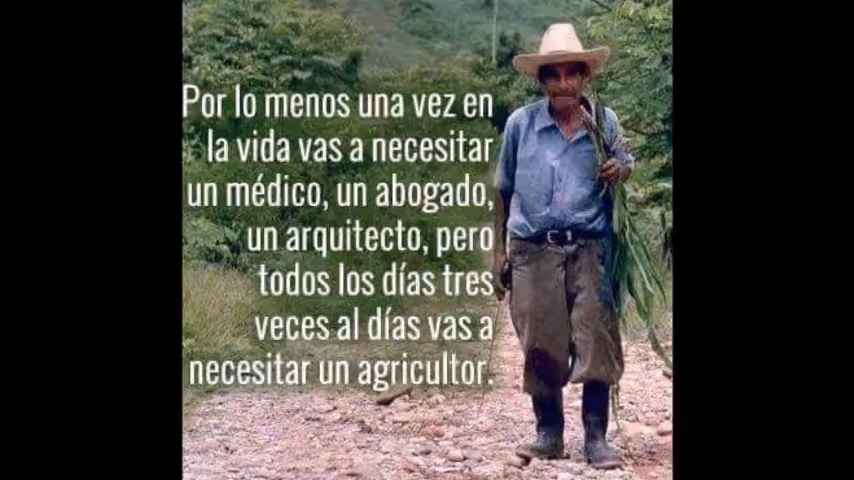 Por lo menos una vez en
la vida vas a necesitar
un médico, un abogado,
un arquitecto, pero
todos los días tres
veces al días vas a
necesitar un agricultor.